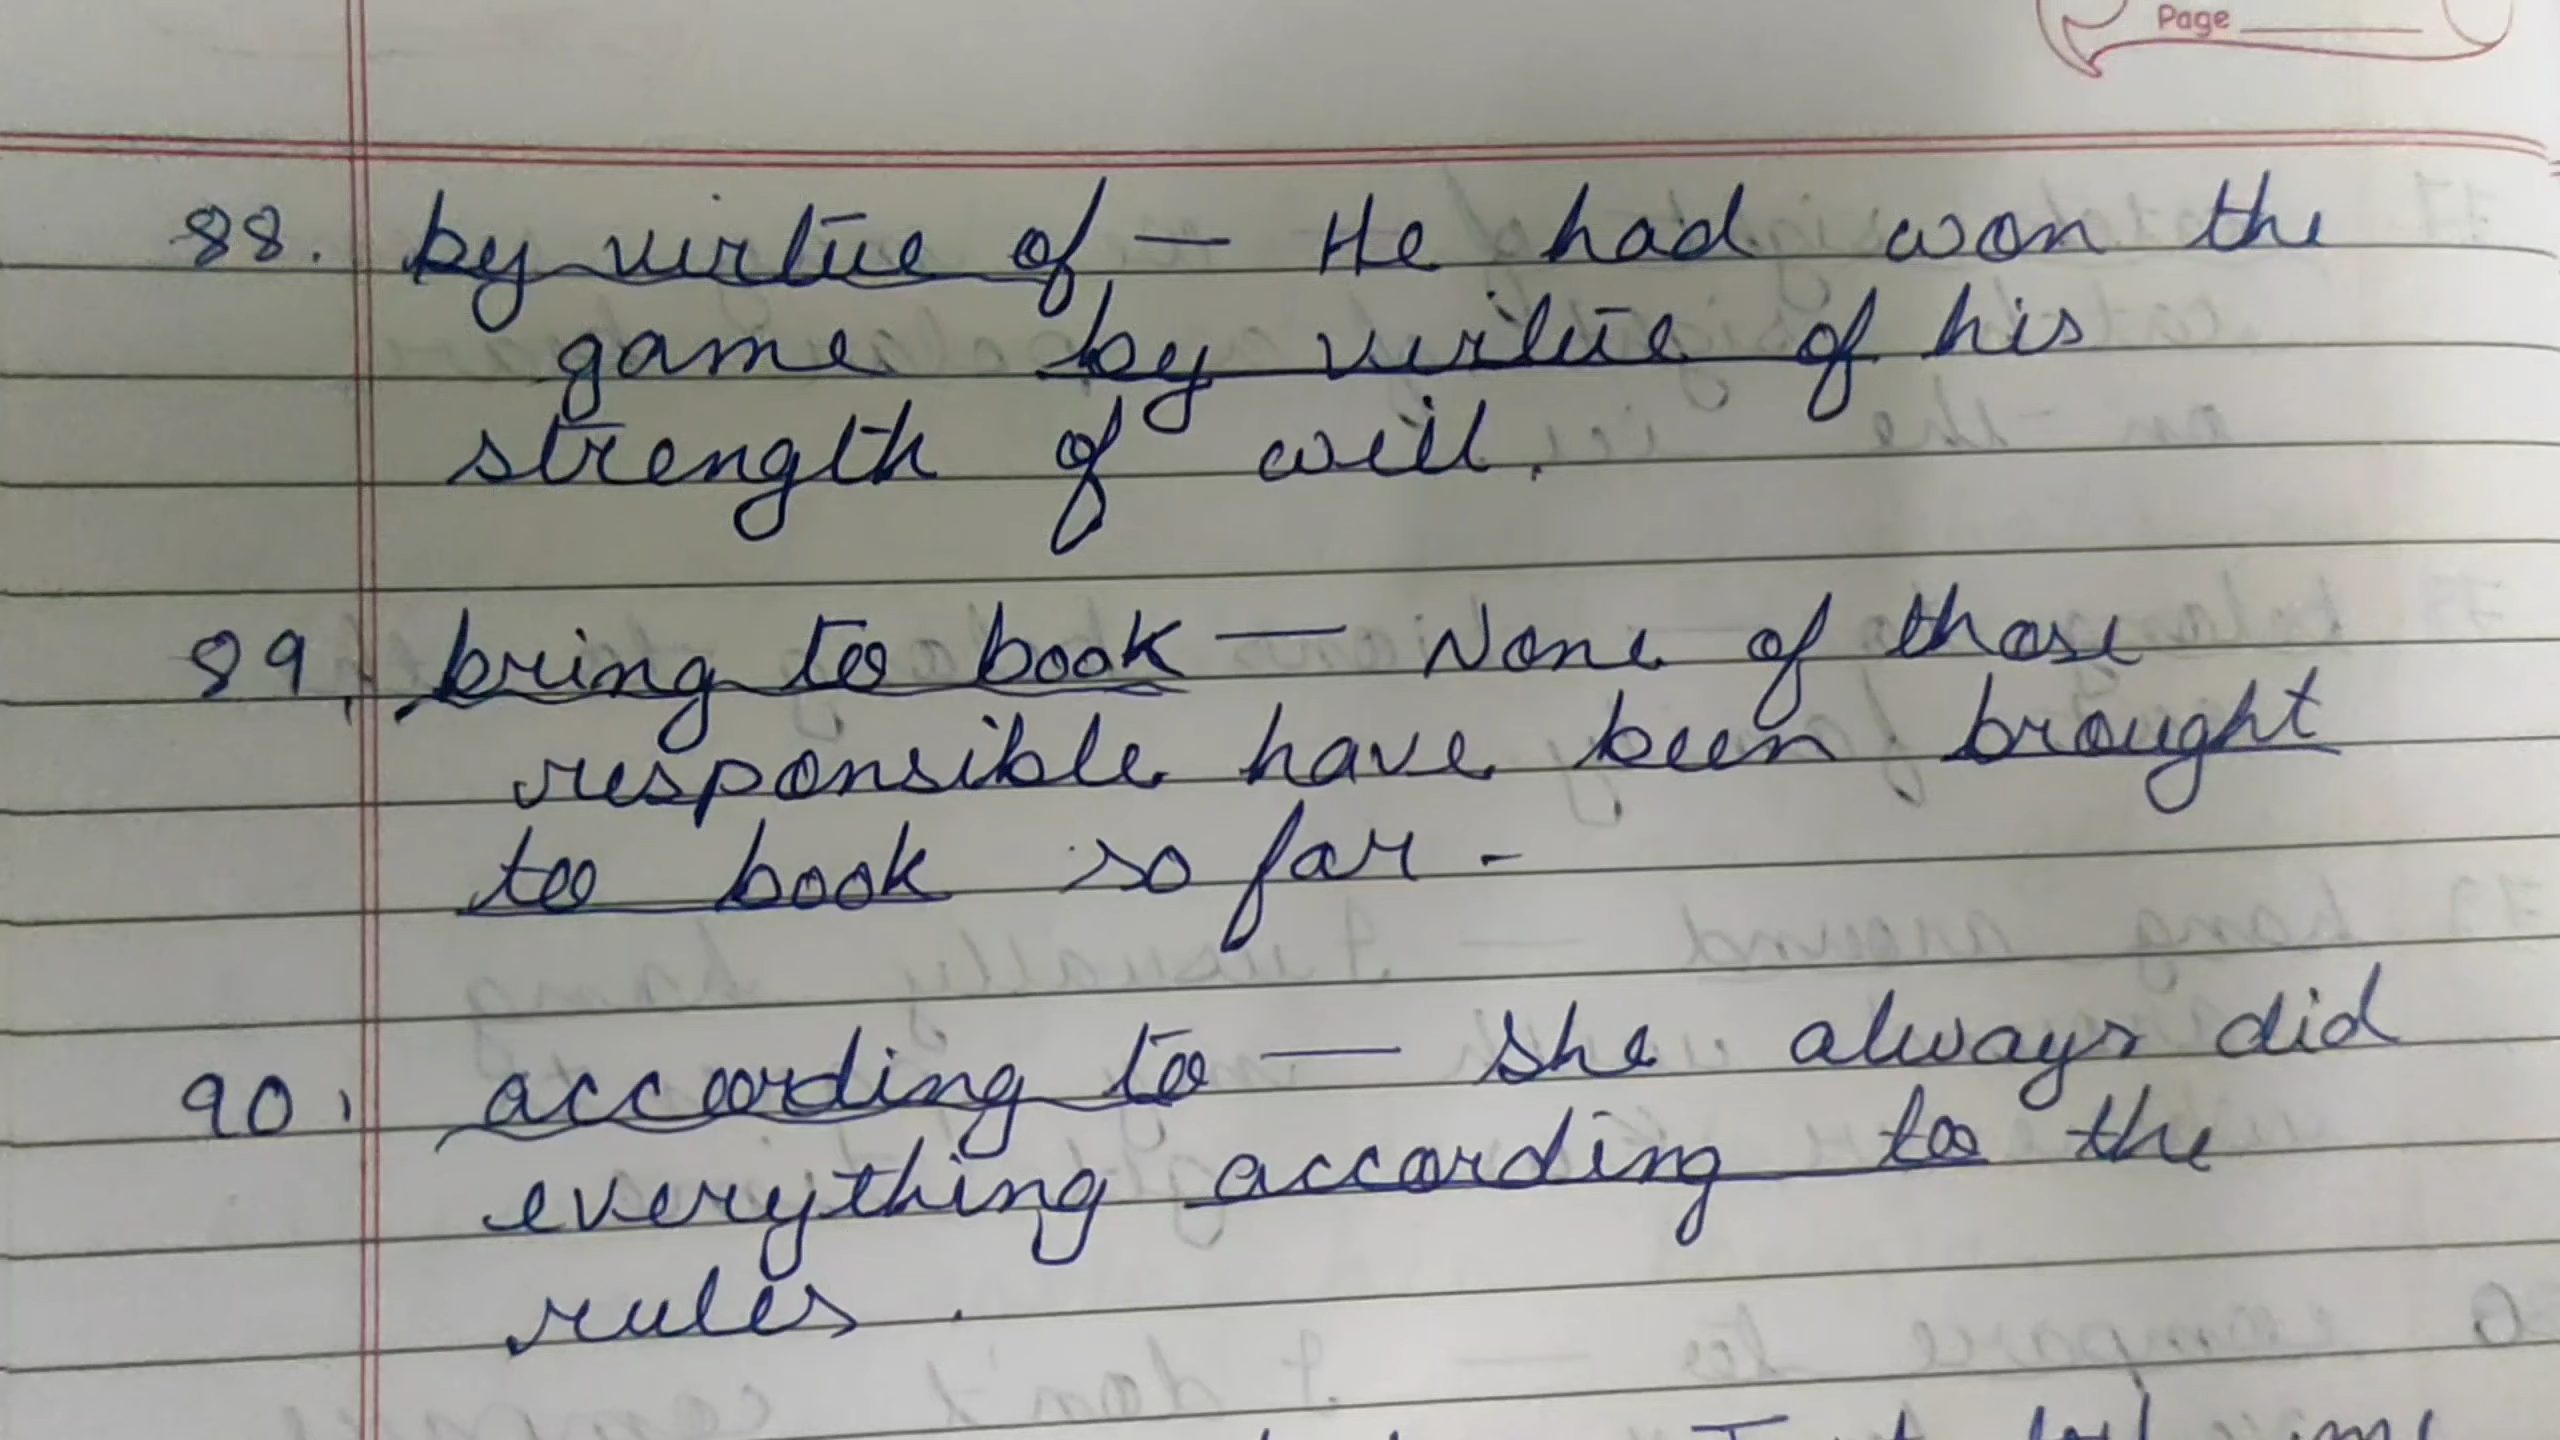 Page
88. by virtue of — He had won the
game by virtue of his
strength of will.
89. bring to book — None of those
responsible have been brought
to book so far.
90. according to — She always did
everything according to the
rules.